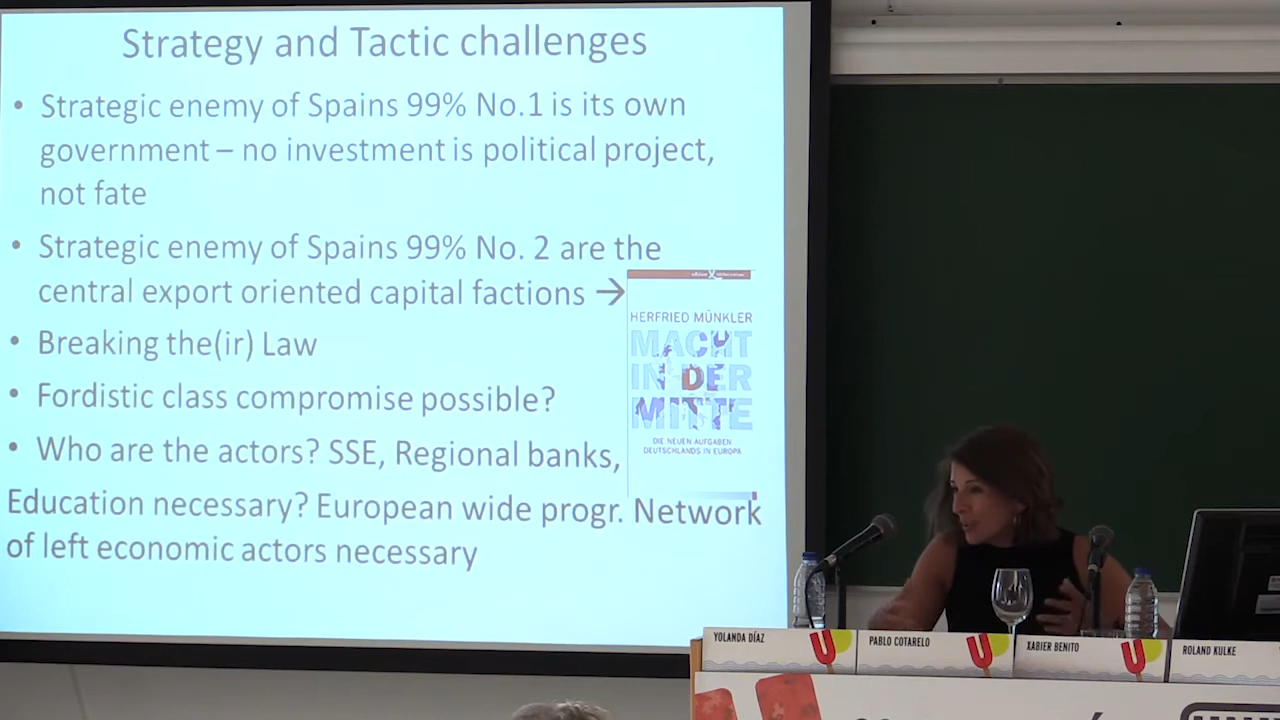 Strategy and Tactic challenges
• Strategic enemy of Spains 99% No.1 is its own
government – no investment is political project,
not fate
• Strategic enemy of Spains 99% No. 2 are the
central export oriented capital factions →
HERFRIED MÜNKLER
MACHT
IN DER
MITTE
DIE NEUEN AUFGABEN
DEUTSCHLANDS IN EUROPA
• Breaking the(ir) Law
• Fordistic class compromise possible?
• Who are the actors? SSE, Regional banks,
Education necessary? European wide progr. Network
of left economic actors necessary
YOLANDA DÍAZ
PABLO COTARELO
XABIER BENITO
ROLAND KULKE